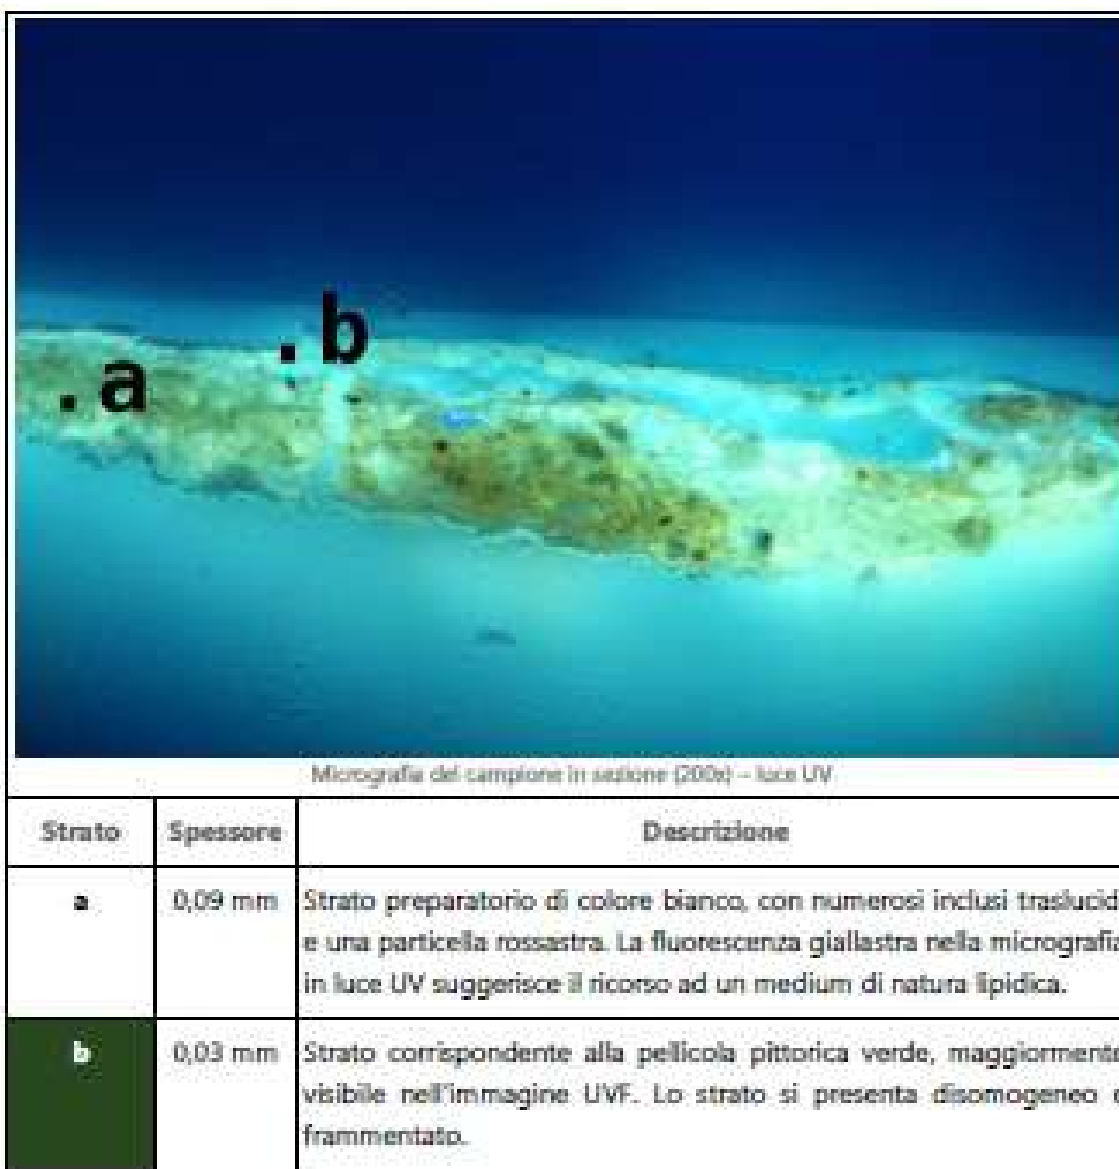 . b
. a
Micrografia del campione in sezione (200x) – luce UV
Strato Spessore Descrizione
a 0,09 mm Strato preparatorio di colore bianco, con numerosi inclusi traslucid
e una particella rossastra. La fluorescenza giallastra nella micrografia
in luce UV suggerisce il ricorso ad un medium di natura lipidica.
b 0,03 mm Strato corrispondente alla pellicola pittorica verde, maggiormente
visibile nell'immagine UVF. Lo strato si presenta disomogeneo e
frammentato.